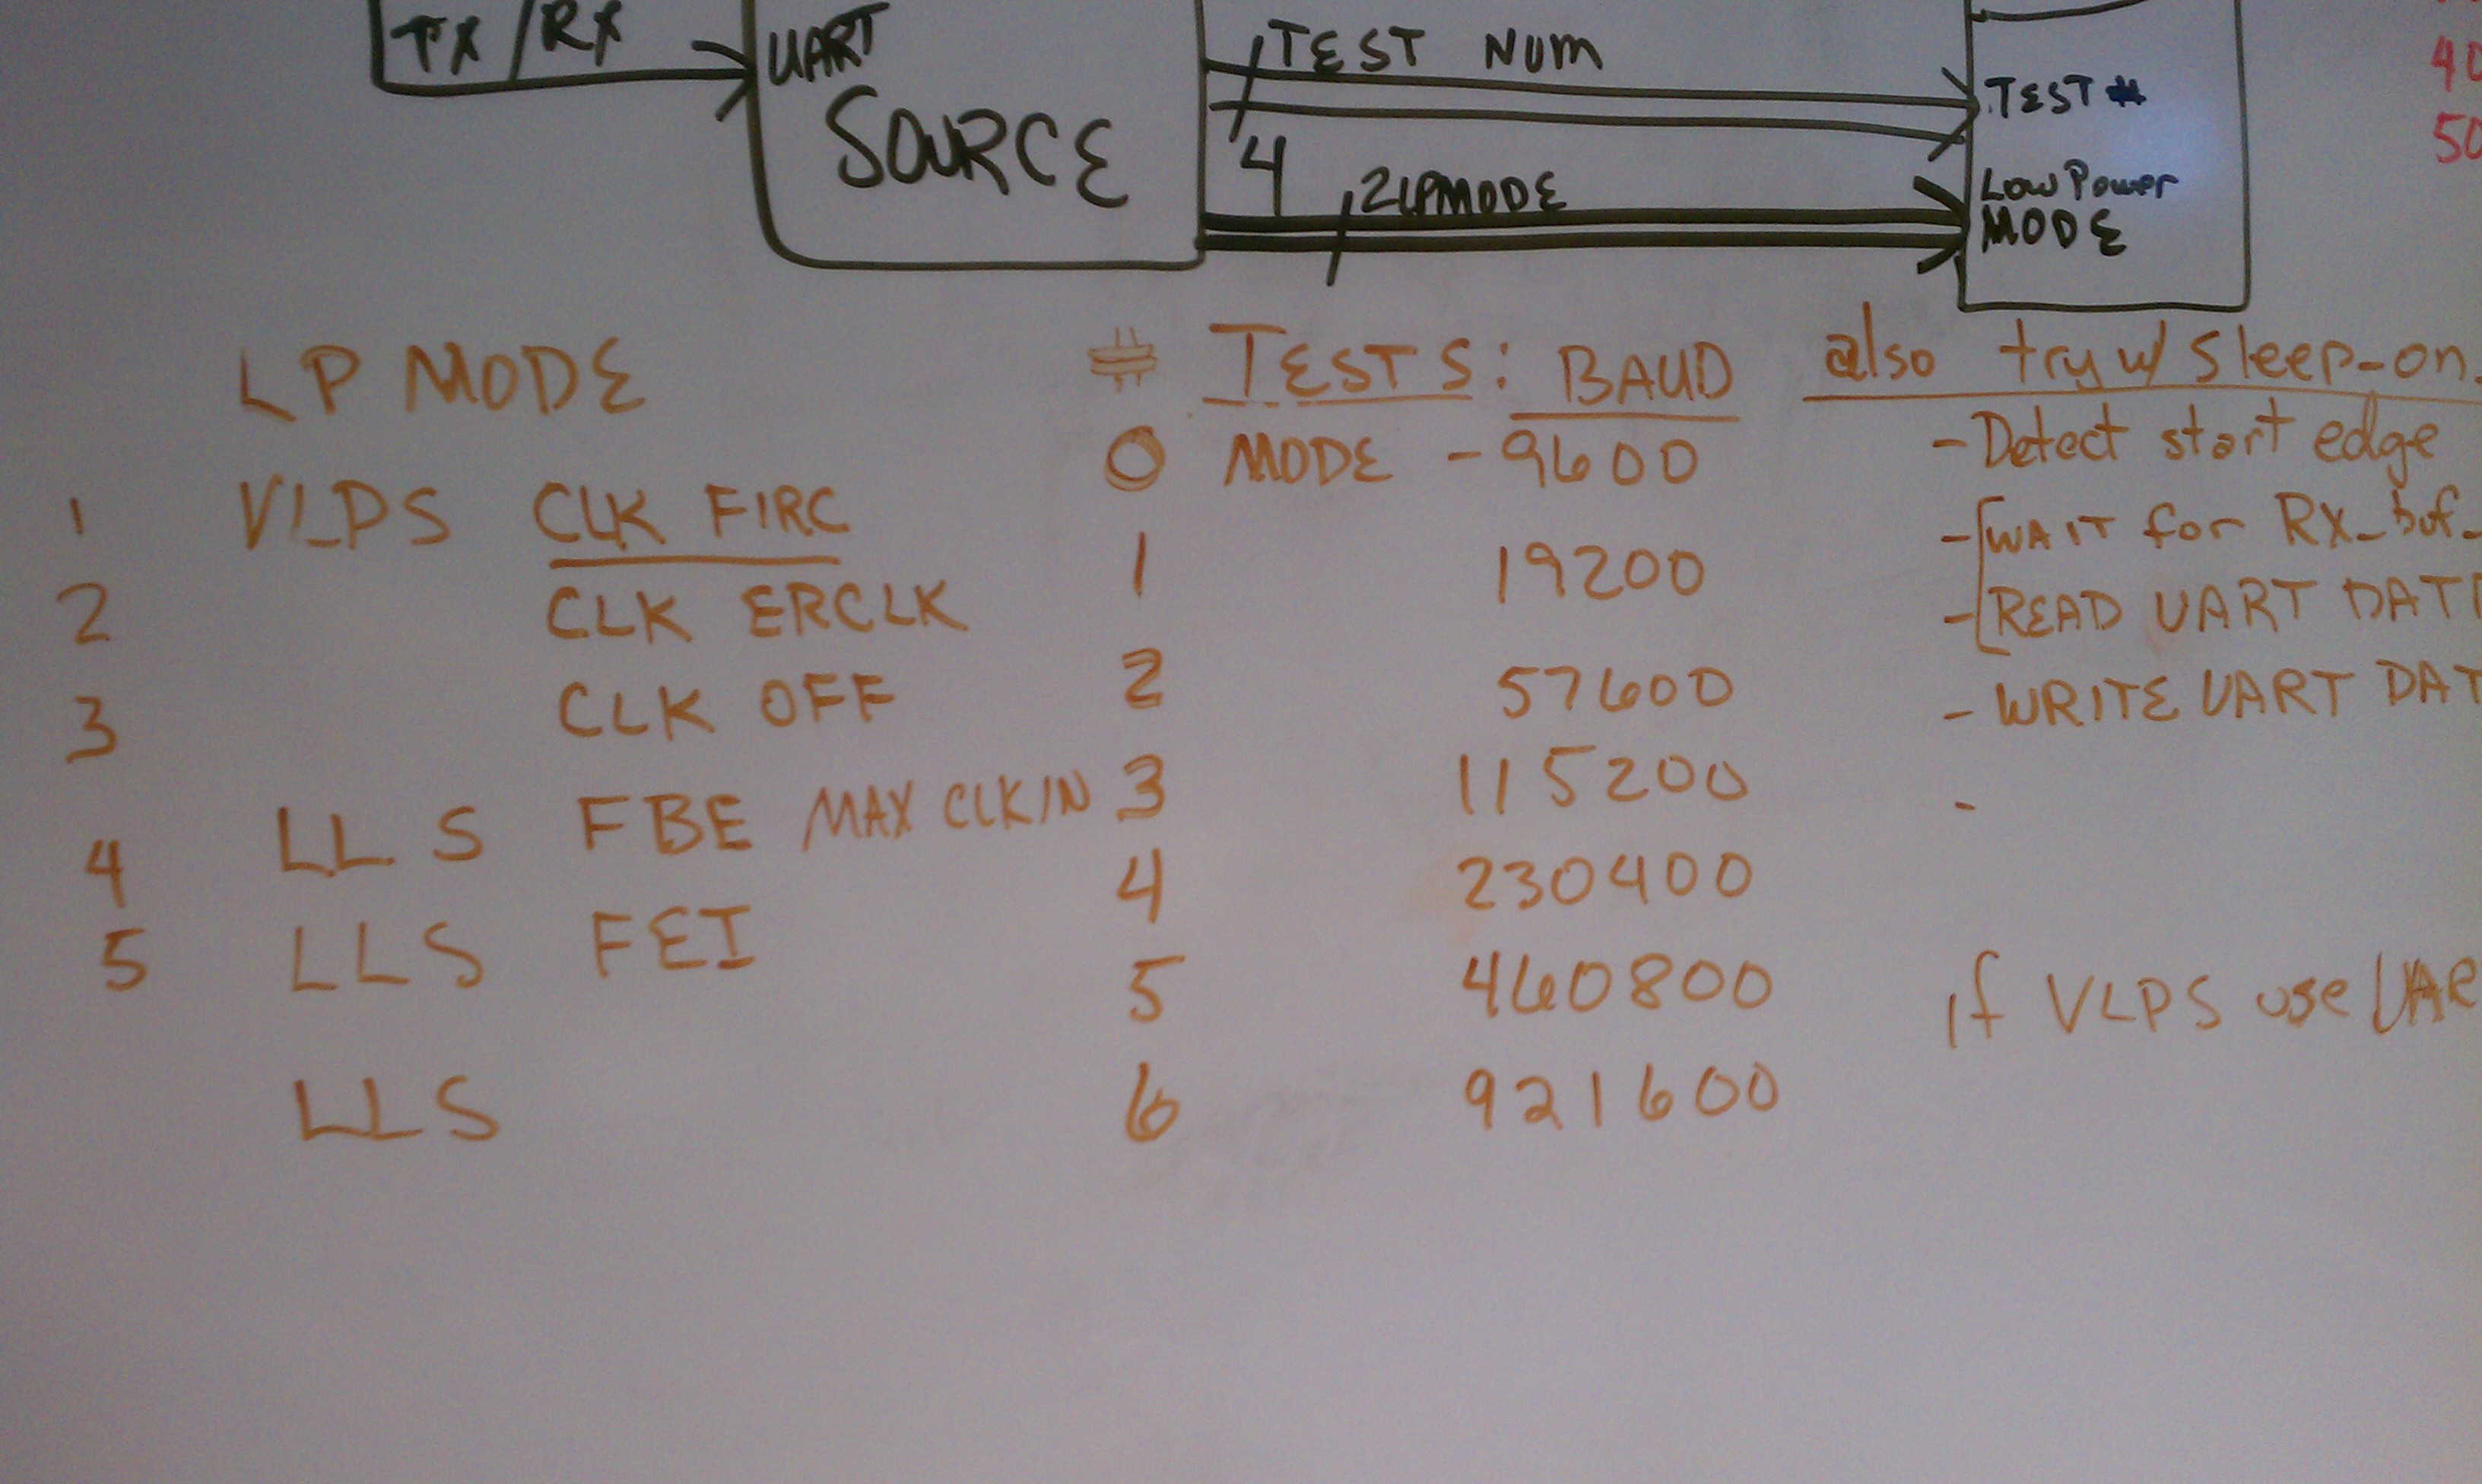 TX/RX
UART
SOURCE
TEST NUM
4
2 LPMODE
TEST #
Low Power
MODE
40
50
LP MODE
1 VLPS CLK FIRC
2 CLK ERCLK
3 CLK OFF
4 LLS FBE MAX CLKIN
5 LLS FEI
LLS
# TESTS: BAUD
0 MODE - 9600
1 19200
2 57600
3 115200
4 230400
5 460800
6 921600
also try w/ Sleep-on.
- Detect start edge
- WAIT for RX_buf_
- READ UART DAT
- WRITE UART DAT
-
if VLPS use UAR